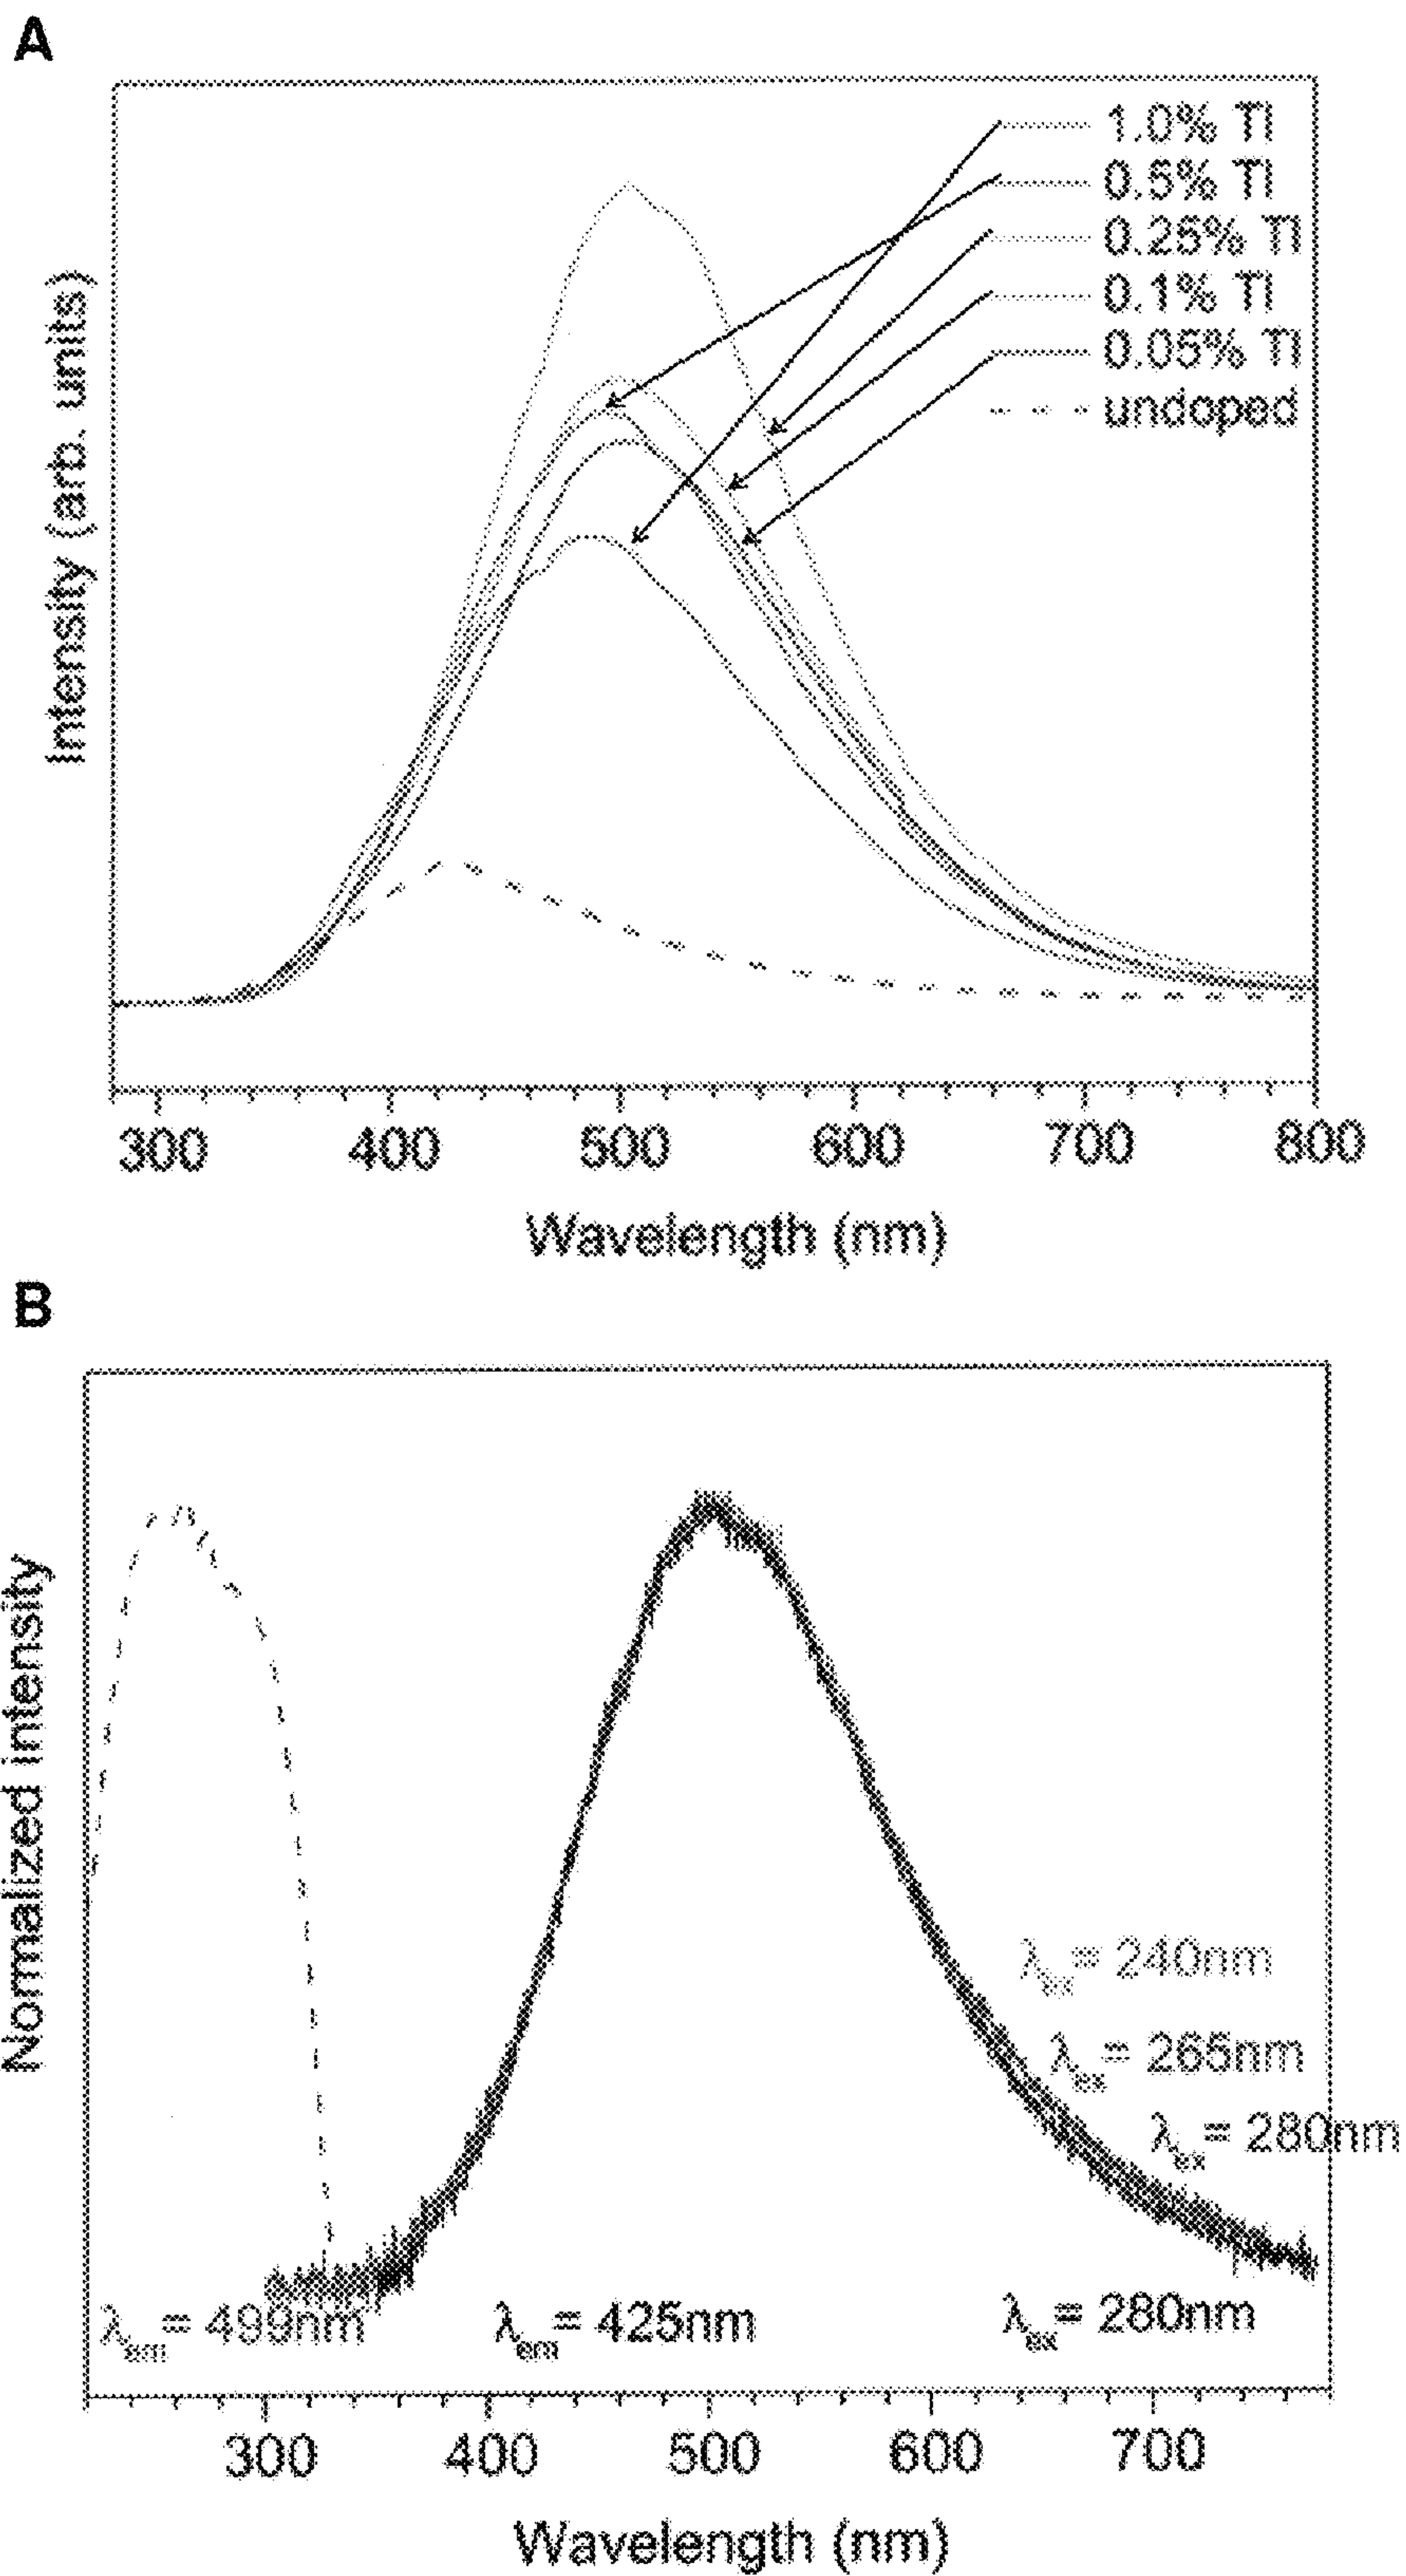 A
1.0% Tl
0.5% Tl
0.25% Tl
0.1% Tl
0.05% Tl
undoped
Intensity (arb. units)
300 400 500 600 700 800
Wavelength (nm)
B
Normalized intensity
λex= 240nm
λex= 265nm
λex= 280nm
λem= 499nm λem= 425nm λex= 280nm
300 400 500 600 700
Wavelength (nm)